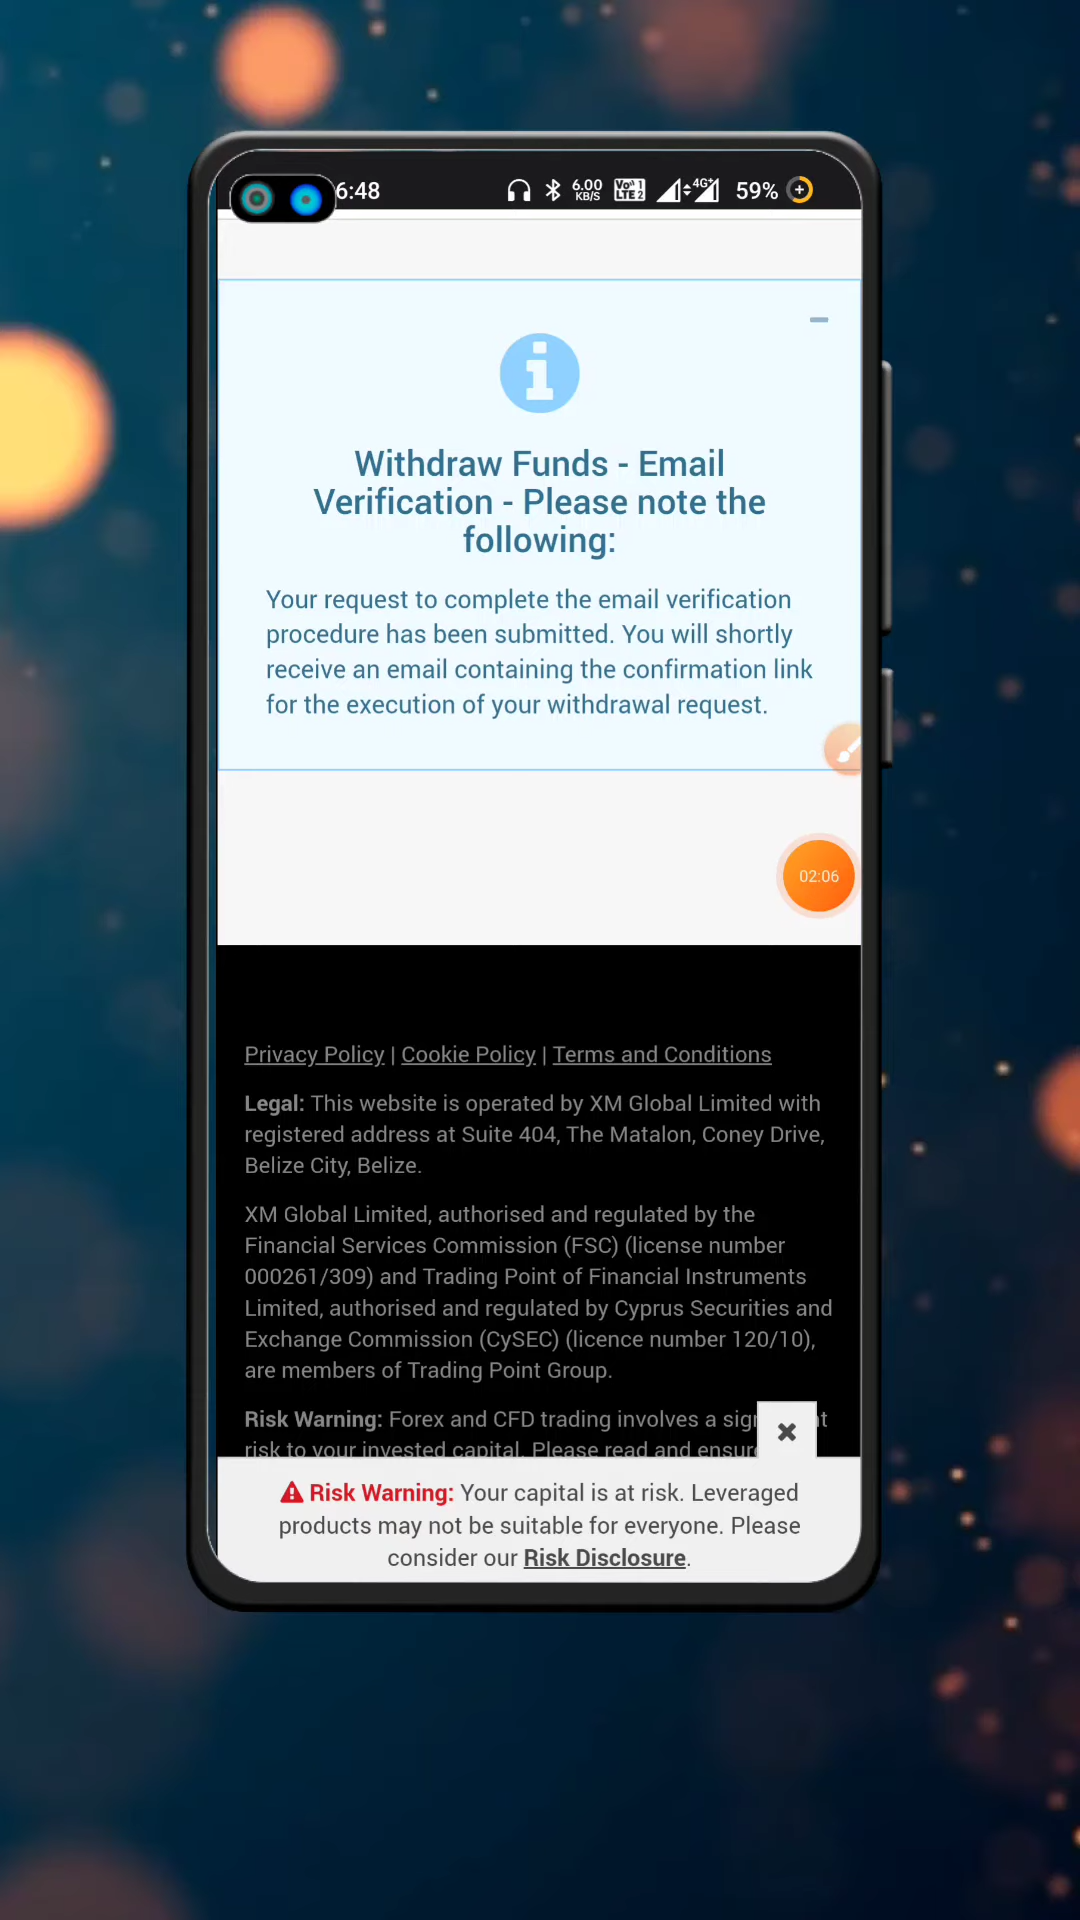 6:48
6.00
KB/S
Vo 1
LTE 2
4G+
59%
Withdraw Funds - Email
Verification - Please note the
following:
Your request to complete the email verification
procedure has been submitted. You will shortly
receive an email containing the confirmation link
for the execution of your withdrawal request.
02:06
Privacy Policy | Cookie Policy | Terms and Conditions
Legal: This website is operated by XM Global Limited with
registered address at Suite 404, The Matalon, Coney Drive,
Belize City, Belize.
XM Global Limited, authorised and regulated by the
Financial Services Commission (FSC) (license number
000261/309) and Trading Point of Financial Instruments
Limited, authorised and regulated by Cyprus Securities and
Exchange Commission (CySEC) (licence number 120/10),
are members of Trading Point Group.
Risk Warning: Forex and CFD trading involves a
risk to your invested capital. Please read and
Risk Warning: Your capital is at risk. Leveraged
products may not be suitable for everyone. Please
consider our Risk Disclosure.